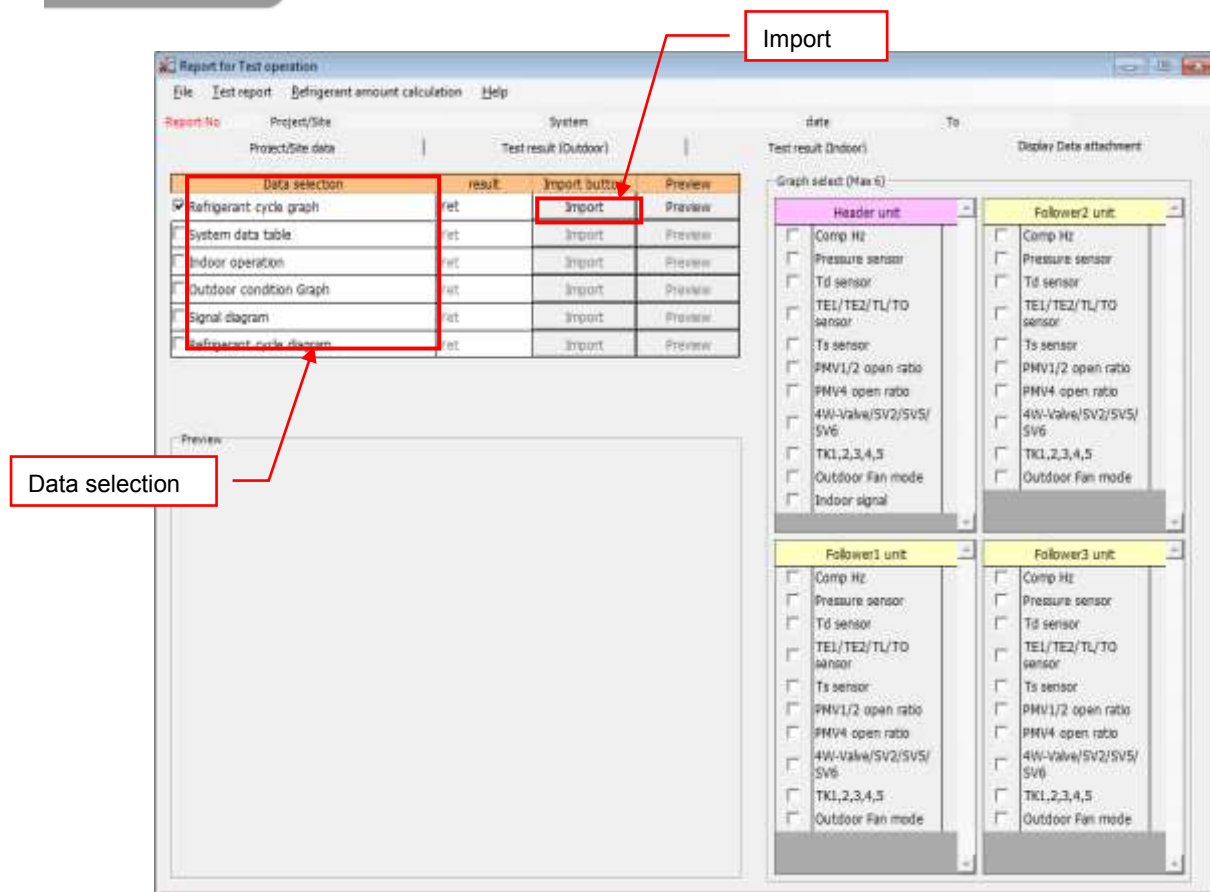 Import
Report for Test operation
File Test report Refrigerant amount calculation Help
Report No Project/Site System date To
Project/Site data Test result (Outdoor) Test result (Indoor) Display Data attachment
Data selection result Import button Preview
Refrigerant cycle graph ret Import Preview
System data table ret Import Preview
Indoor operation ret Import Preview
Outdoor condition Graph ret Import Preview
Signal diagram ret Import Preview
Refrigerant cycle diagram ret Import Preview
Preview
Data selection
Graph select (Max 6)
Header unit
Comp Hz
Pressure sensor
Td sensor
TE1/TE2/TL/TO
sensor
Ts sensor
PMV1/2 open ratio
PMV4 open ratio
4W-Valve/SV2/SV5/
SV6
TK1,2,3,4,5
Outdoor Fan mode
Indoor signal
Follower2 unit
Comp Hz
Pressure sensor
Td sensor
TE1/TE2/TL/TO
sensor
Ts sensor
PMV1/2 open ratio
PMV4 open ratio
4W-Valve/SV2/SV5/
SV6
TK1,2,3,4,5
Outdoor Fan mode
Follower1 unit
Comp Hz
Pressure sensor
Td sensor
TE1/TE2/TL/TO
sensor
Ts sensor
PMV1/2 open ratio
PMV4 open ratio
4W-Valve/SV2/SV5/
SV6
TK1,2,3,4,5
Outdoor Fan mode
Follower3 unit
Comp Hz
Pressure sensor
Td sensor
TE1/TE2/TL/TO
sensor
Ts sensor
PMV1/2 open ratio
PMV4 open ratio
4W-Valve/SV2/SV5/
SV6
TK1,2,3,4,5
Outdoor Fan mode